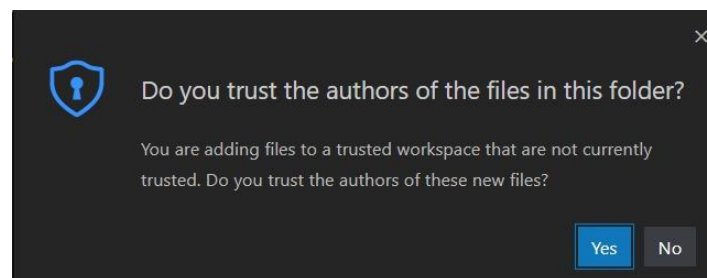 Do you trust the authors of the files in this folder?
You are adding files to a trusted workspace that are not currently
trusted. Do you trust the authors of these new files?
Yes No